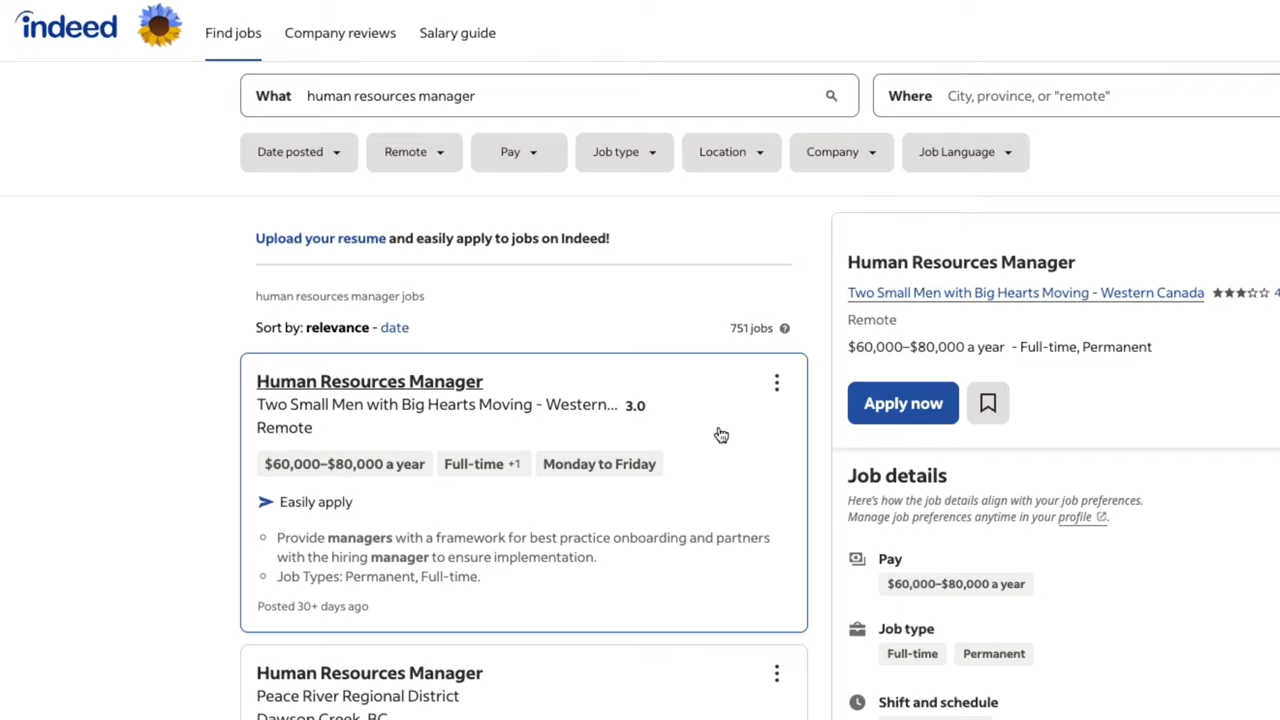 indeed
Find jobs
Company reviews
Salary guide
What human resources manager
Where City, province, or "remote"
Date posted
Remote
Pay
Job type
Location
Company
Job Language
Upload your resume and easily apply to jobs on Indeed!
human resources manager jobs
Sort by: relevance - date
751 jobs
Human Resources Manager
Two Small Men with Big Hearts Moving - Western... 3.0
Remote
$60,000–$80,000 a year
Full-time +1
Monday to Friday
Easily apply
Provide managers with a framework for best practice onboarding and partners
with the hiring manager to ensure implementation.
Job Types: Permanent, Full-time.
Posted 30+ days ago
Human Resources Manager
Peace River Regional District
Dawson Creek, BC
Human Resources Manager
Two Small Men with Big Hearts Moving - Western Canada
Remote
$60,000–$80,000 a year - Full-time, Permanent
Apply now
Job details
Here's how the job details align with your job preferences.
Manage job preferences anytime in your profile.
Pay
$60,000–$80,000 a year
Job type
Full-time
Permanent
Shift and schedule